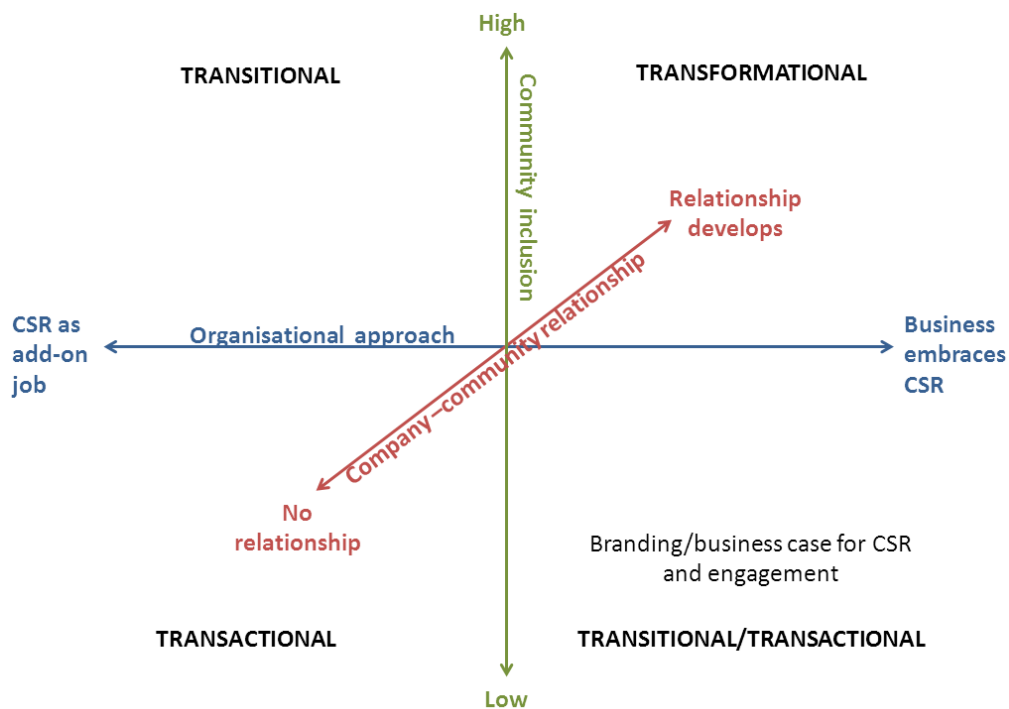 High
TRANSITIONAL
TRANSFORMATIONAL
Community inclusion
Relationship
develops
CSR as
add-on
job
Organisational approach
Company–community relationship
Business
embraces
CSR
No
relationship
Branding/business case for CSR
and engagement
TRANSACTIONAL
TRANSITIONAL/TRANSACTIONAL
Low